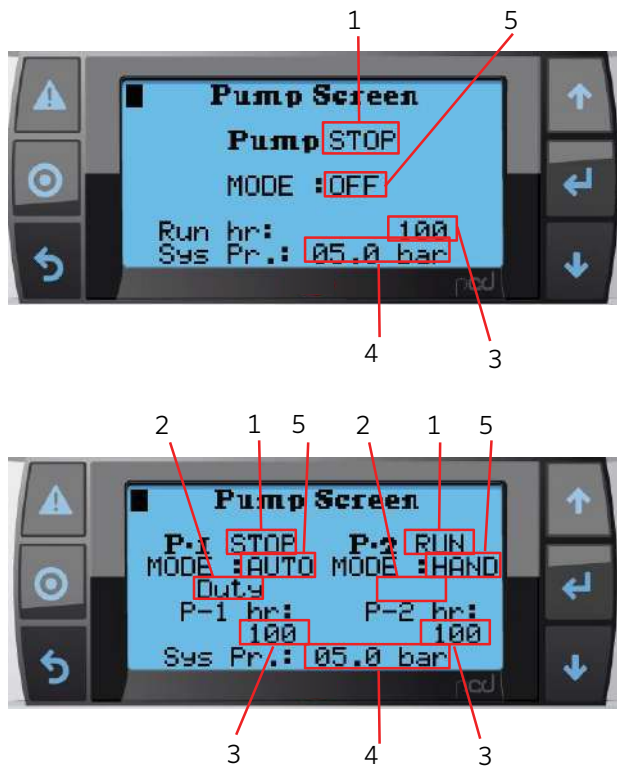 1 5
Pump Screen
Pump STOP
MODE :OFF
Run hr: 100
Sys Pr.: 05.0 bar
4 3
2 1 5 2 1 5
Pump Screen
P-1 STOP P-2 RUN
MODE :AUTO MODE :HAND
Duty
P-1 hr: P-2 hr:
100 100
Sys Pr.: 05.0 bar
3 4 3